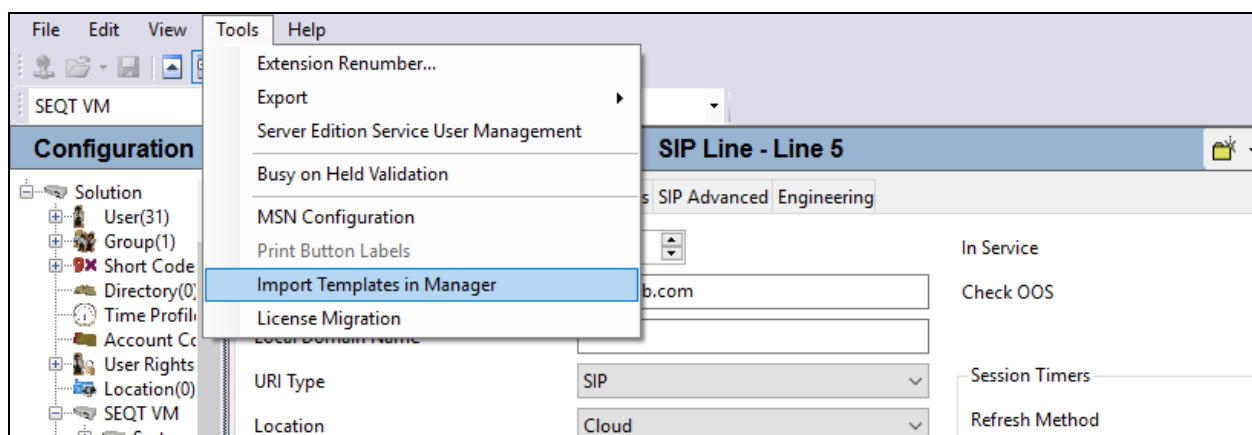 File Edit View Tools Help
Extension Renumber...
Export
SEQT VM
Server Edition Service User Management
Configuration
SIP Line - Line 5
Busy on Held Validation
Solution
SIP Advanced Engineering
User(31)
MSN Configuration
Group(1)
Print Button Labels
In Service
Short Code
Import Templates in Manager
b.com
Check OOS
Directory(0)
License Migration
Time Profil
Local Domain Name
Account Co
User Rights
URI Type
SIP
Session Timers
Location(0)
SEQT VM
Location
Cloud
Refresh Method